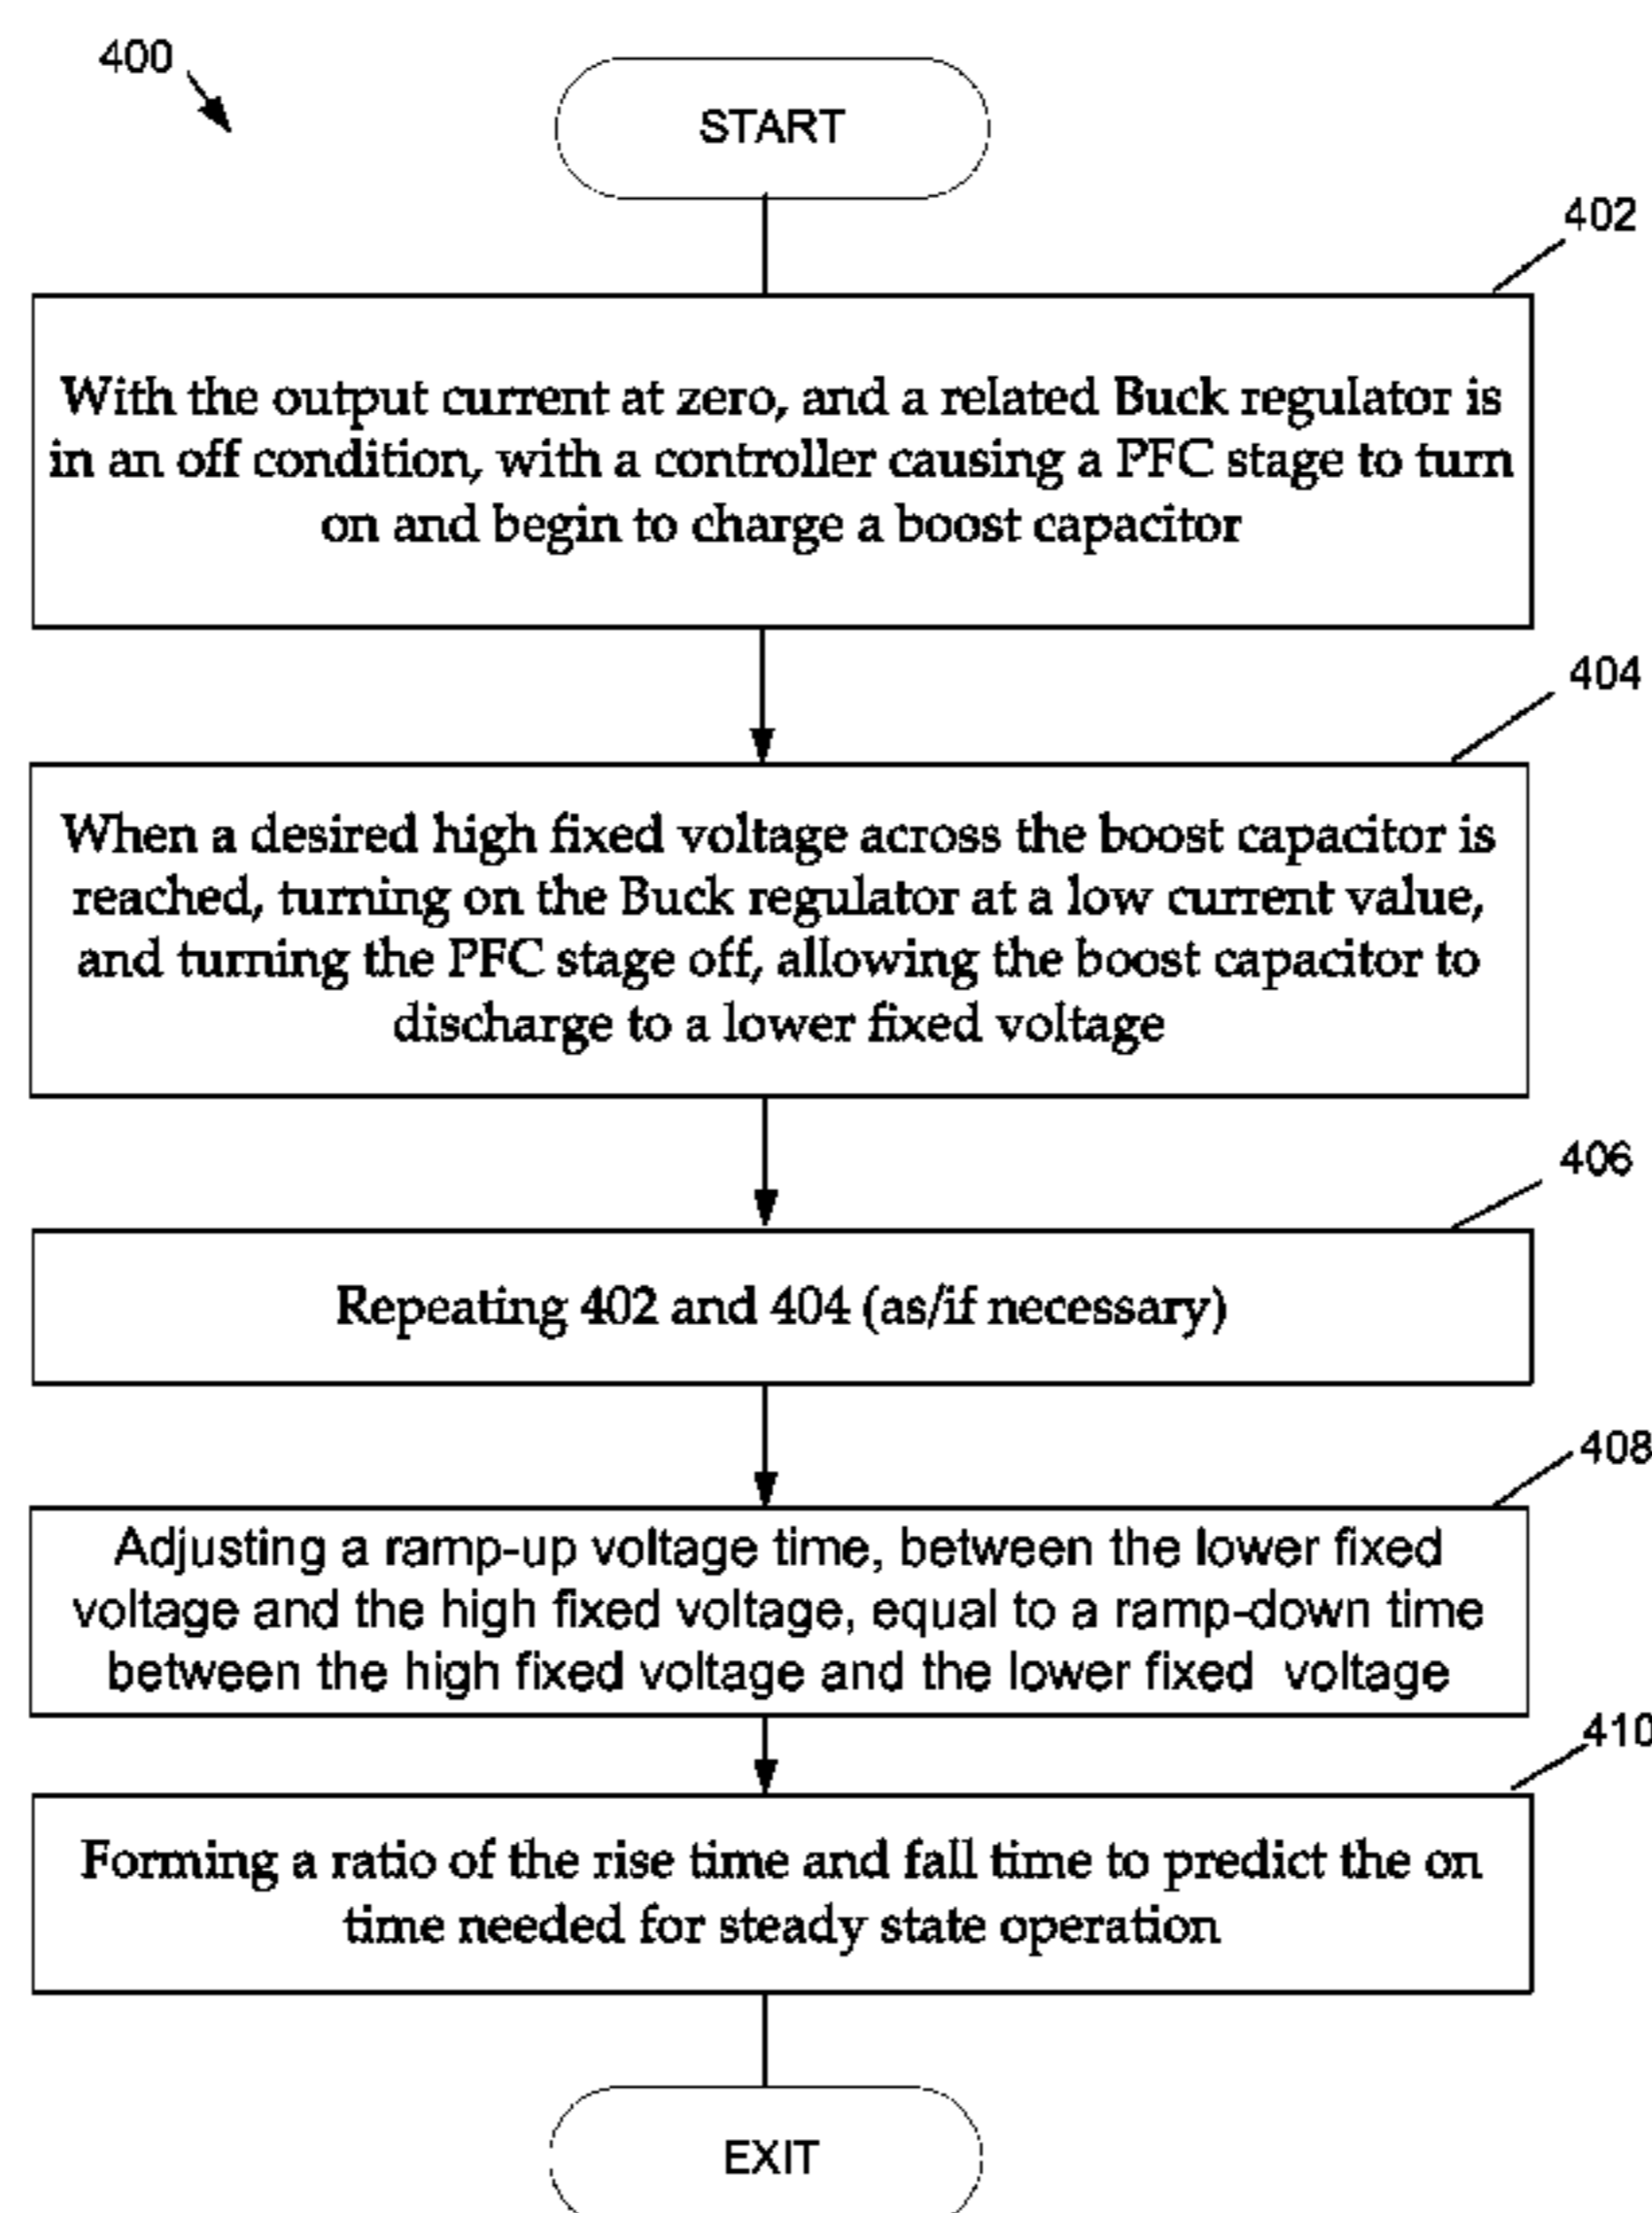 400
START
402
With the output current at zero, and a related Buck regulator is
in an off condition, with a controller causing a PFC stage to turn
on and begin to charge a boost capacitor
404
When a desired high fixed voltage across the boost capacitor is
reached, turning on the Buck regulator at a low current value,
and turning the PFC stage off, allowing the boost capacitor to
discharge to a lower fixed voltage
406
Repeating 402 and 404 (as/if necessary)
408
Adjusting a ramp-up voltage time, between the lower fixed
voltage and the high fixed voltage, equal to a ramp-down time
between the high fixed voltage and the lower fixed voltage
410
Forming a ratio of the rise time and fall time to predict the on
time needed for steady state operation
EXIT